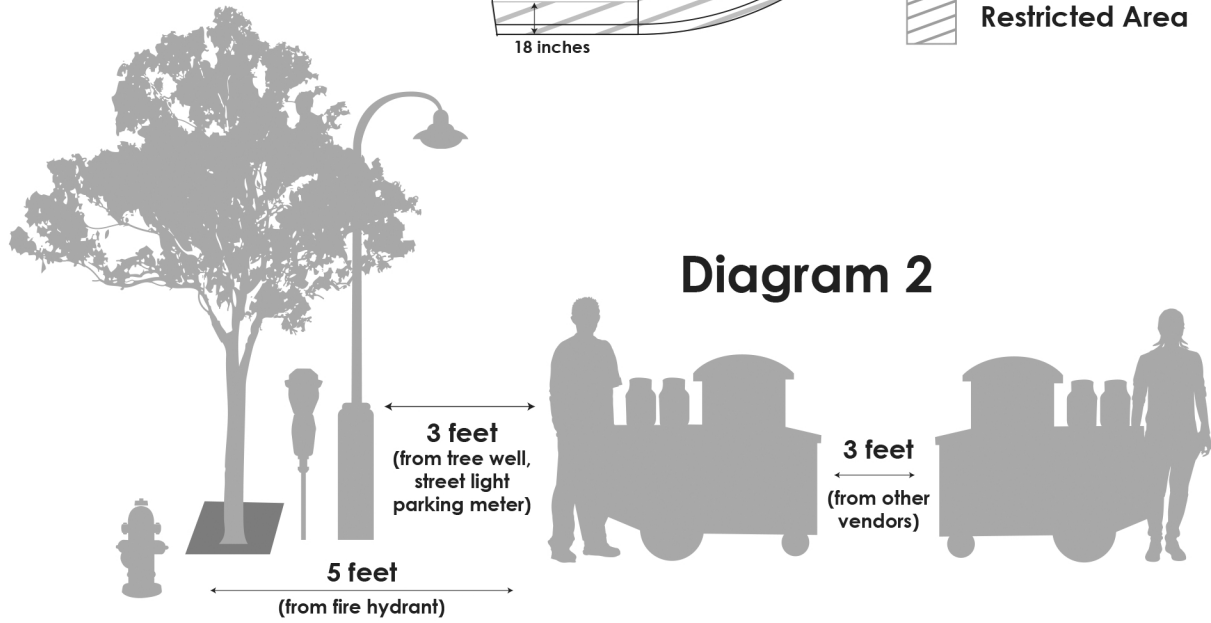 18 inches
Restricted Area
Diagram 2
3 feet
(from tree well,
street light
parking meter)
3 feet
(from other
vendors)
5 feet
(from fire hydrant)